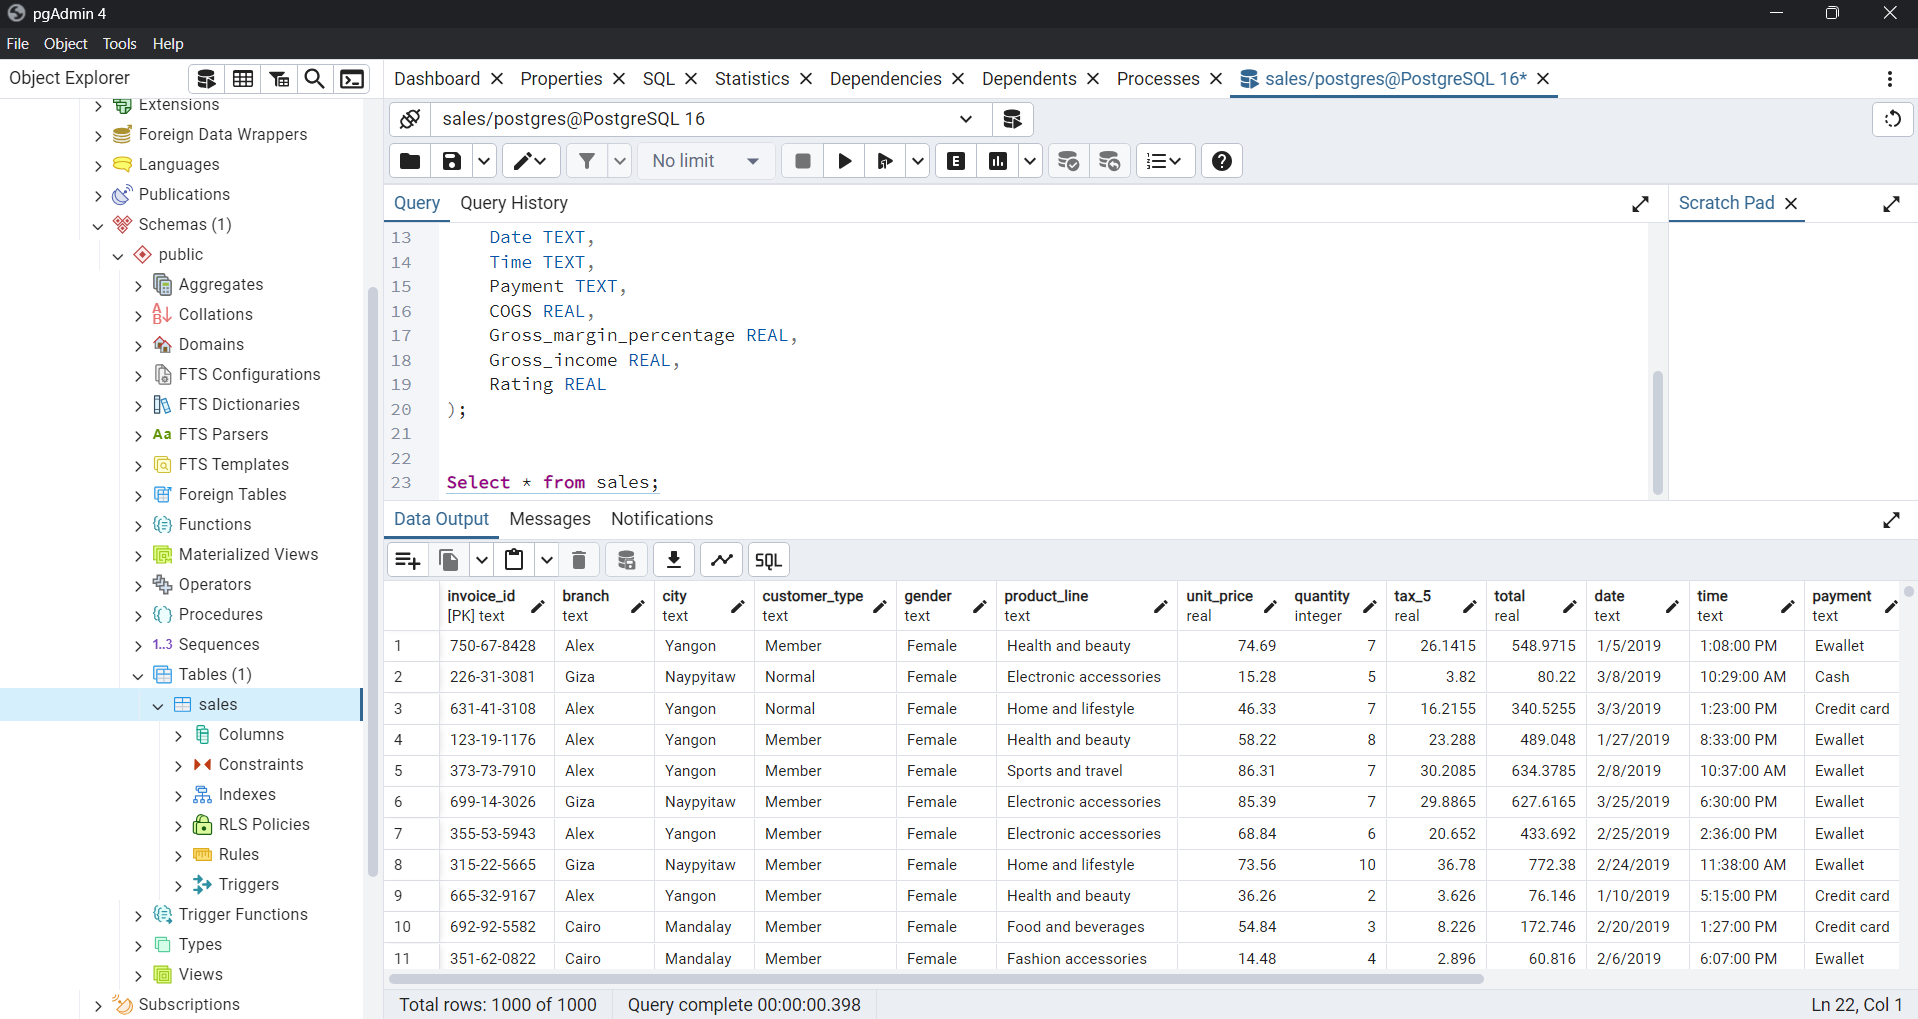 pgAdmin 4
File Object Tools Help
Object Explorer
Dashboard Properties SQL Statistics Dependencies Dependents Processes sales/postgres@PostgreSQL 16*
Extensions
Foreign Data Wrappers
Languages
Publications
Schemas (1)
public
Aggregates
Collations
Domains
FTS Configurations
FTS Dictionaries
Aa FTS Parsers
FTS Templates
Foreign Tables
Functions
Materialized Views
Operators
Procedures
1..3 Sequences
Tables (1)
sales
Columns
Constraints
Indexes
RLS Policies
Rules
Triggers
Trigger Functions
Types
Views
Subscriptions
sales/postgres@PostgreSQL 16
No limit E
Query Query History
Scratch Pad
13 Date TEXT,
14 Time TEXT,
15 Payment TEXT,
16 COGS REAL,
17 Gross_margin_percentage REAL,
18 Gross_income REAL,
19 Rating REAL
20 );
21
22
23 Select * from sales;
Data Output Messages Notifications
SQL
invoice_id branch city customer_type gender product_line unit_price quantity tax_5 total date time payment
[PK] text text text text text text real integer real real text text text
1 750-67-8428 Alex Yangon Member Female Health and beauty 74.69 7 26.1415 548.9715 1/5/2019 1:08:00 PM Ewallet
2 226-31-3081 Giza Naypyitaw Normal Female Electronic accessories 15.28 5 3.82 80.22 3/8/2019 10:29:00 AM Cash
3 631-41-3108 Alex Yangon Normal Female Home and lifestyle 46.33 7 16.2155 340.5255 3/3/2019 1:23:00 PM Credit card
4 123-19-1176 Alex Yangon Member Female Health and beauty 58.22 8 23.288 489.048 1/27/2019 8:33:00 PM Ewallet
5 373-73-7910 Alex Yangon Member Female Sports and travel 86.31 7 30.2085 634.3785 2/8/2019 10:37:00 AM Ewallet
6 699-14-3026 Giza Naypyitaw Member Female Electronic accessories 85.39 7 29.8865 627.6165 3/25/2019 6:30:00 PM Ewallet
7 355-53-5943 Alex Yangon Member Female Electronic accessories 68.84 6 20.652 433.692 2/25/2019 2:36:00 PM Ewallet
8 315-22-5665 Giza Naypyitaw Member Female Home and lifestyle 73.56 10 36.78 772.38 2/24/2019 11:38:00 AM Ewallet
9 665-32-9167 Alex Yangon Member Female Health and beauty 36.26 2 3.626 76.146 1/10/2019 5:15:00 PM Credit card
10 692-92-5582 Cairo Mandalay Member Female Food and beverages 54.84 3 8.226 172.746 2/20/2019 1:27:00 PM Credit card
11 351-62-0822 Cairo Mandalay Member Female Fashion accessories 14.48 4 2.896 60.816 2/6/2019 6:07:00 PM Ewallet
Total rows: 1000 of 1000 Query complete 00:00:00.398 Ln 22, Col 1